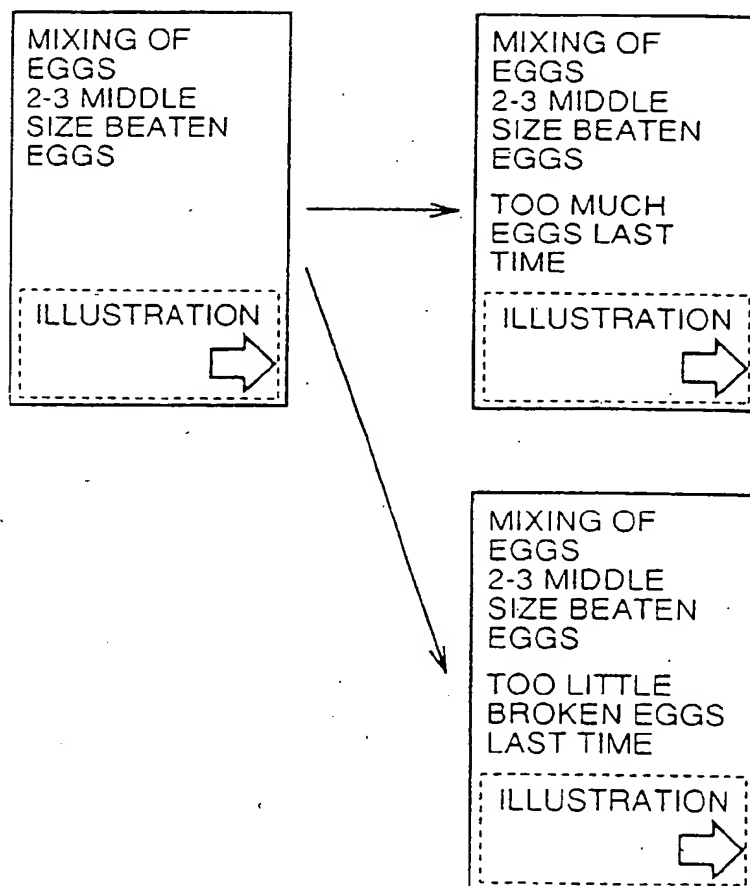 MIXING OF
EGGS
2-3 MIDDLE
SIZE BEATEN
EGGS
ILLUSTRATION
MIXING OF
EGGS
2-3 MIDDLE
SIZE BEATEN
EGGS
TOO MUCH
EGGS LAST
TIME
ILLUSTRATION
MIXING OF
EGGS
2-3 MIDDLE
SIZE BEATEN
EGGS
TOO LITTLE
BROKEN EGGS
LAST TIME
ILLUSTRATION